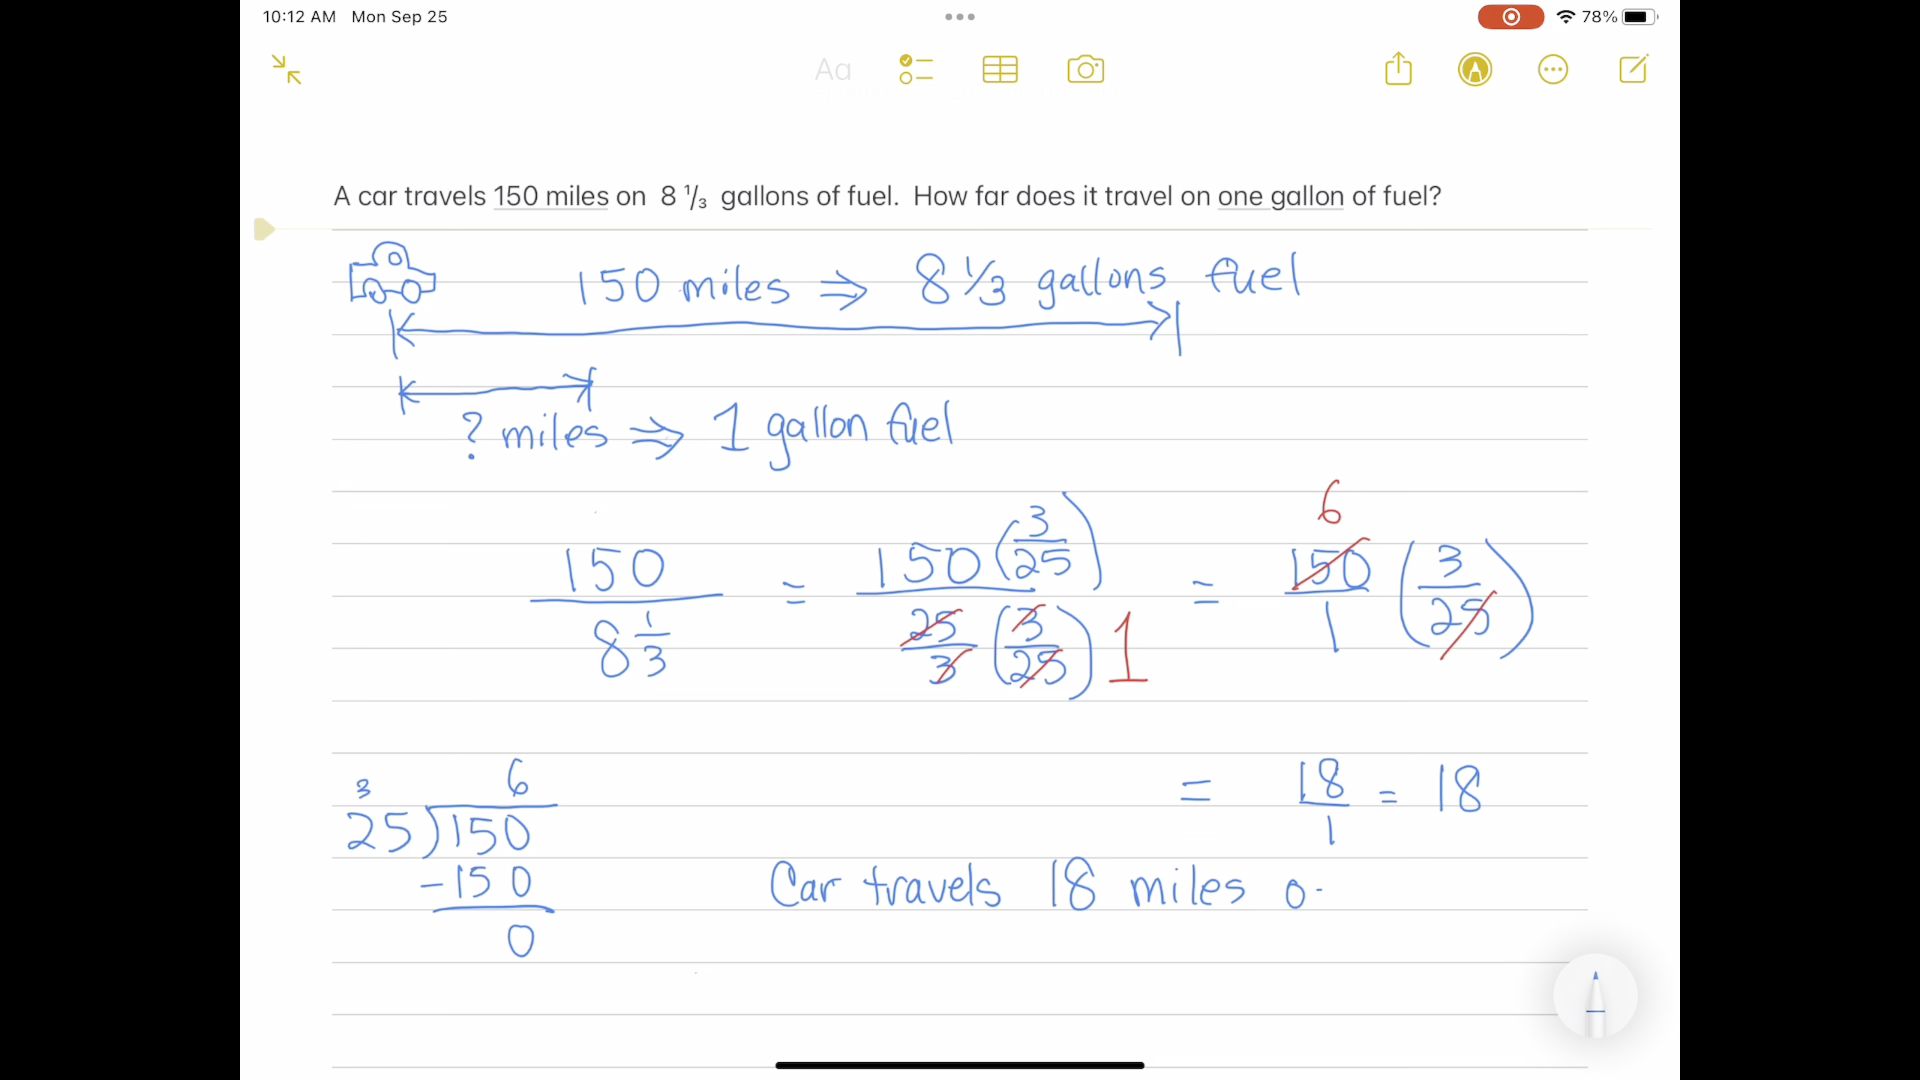 10:12 AM Mon Sep 25
78%
Aa
A car travels 150 miles on 8 1/3 gallons of fuel. How far does it travel on one gallon of fuel?
150 miles ⇒ 8 1/3 gallons fuel
? miles ⇒ 1 gallon fuel
150 / 8 1/3 = 150 (3/25) / 25/3 (3/25) 1 = 6 150/1 (3/25)
= 18/1 = 18
3 6
25)150
-150
0
Car travels 18 miles o